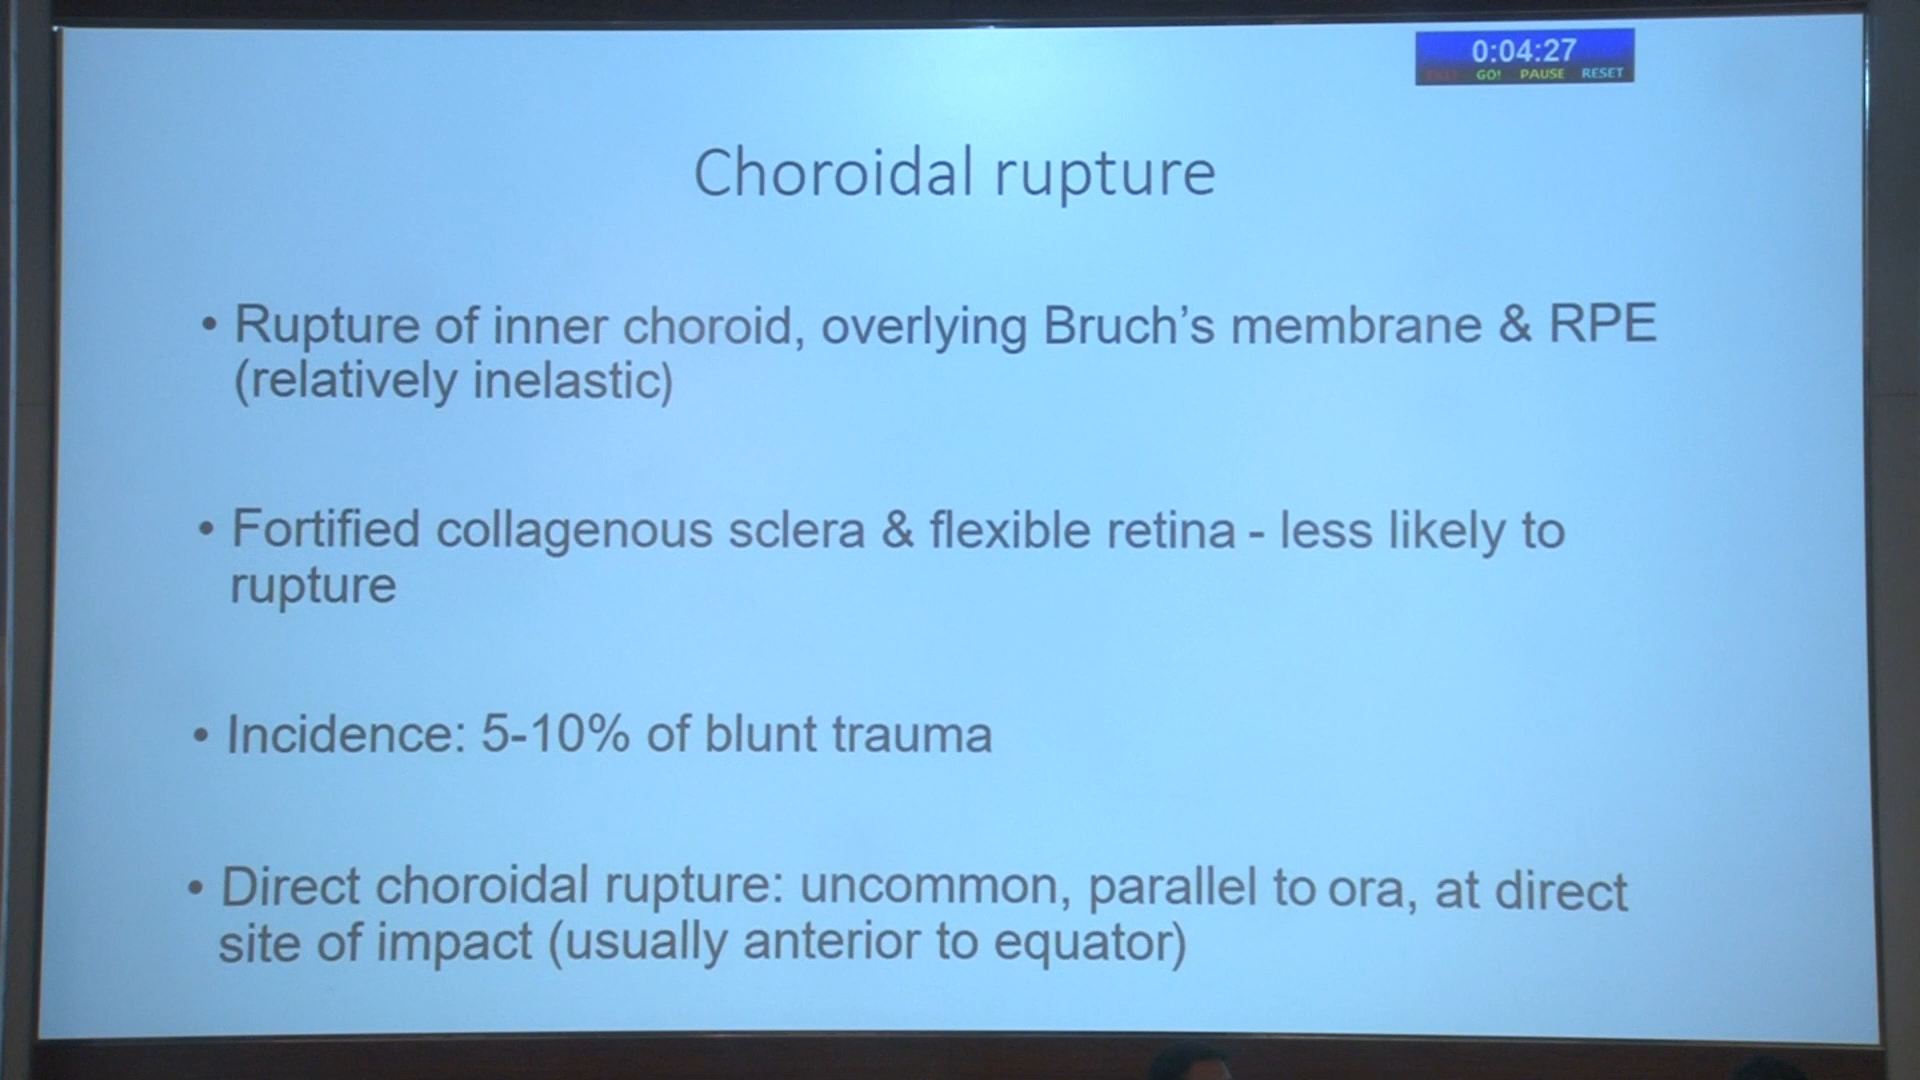 0:04:27
GO! PAUSE RESET
Choroidal rupture
• Rupture of inner choroid, overlying Bruch's membrane & RPE
(relatively inelastic)
• Fortified collagenous sclera & flexible retina - less likely to
rupture
• Incidence: 5-10% of blunt trauma
• Direct choroidal rupture: uncommon, parallel to ora, at direct
site of impact (usually anterior to equator)